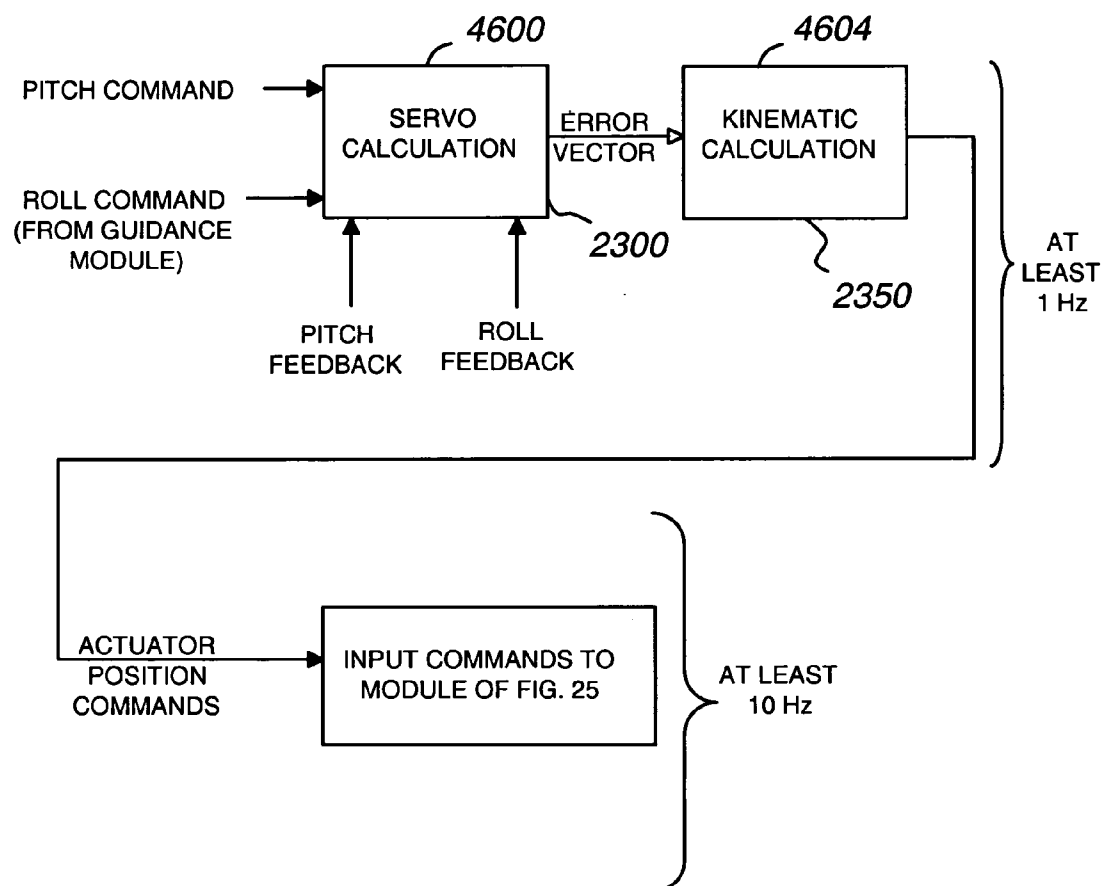 4600
4604
PITCH COMMAND
SERVO
CALCULATION
ERROR
VECTOR
KINEMATIC
CALCULATION
ROLL COMMAND
(FROM GUIDANCE
MODULE)
2300
2350
AT
LEAST
1 Hz
PITCH
FEEDBACK
ROLL
FEEDBACK
ACTUATOR
POSITION
COMMANDS
INPUT COMMANDS TO
MODULE OF FIG. 25
AT LEAST
10 Hz